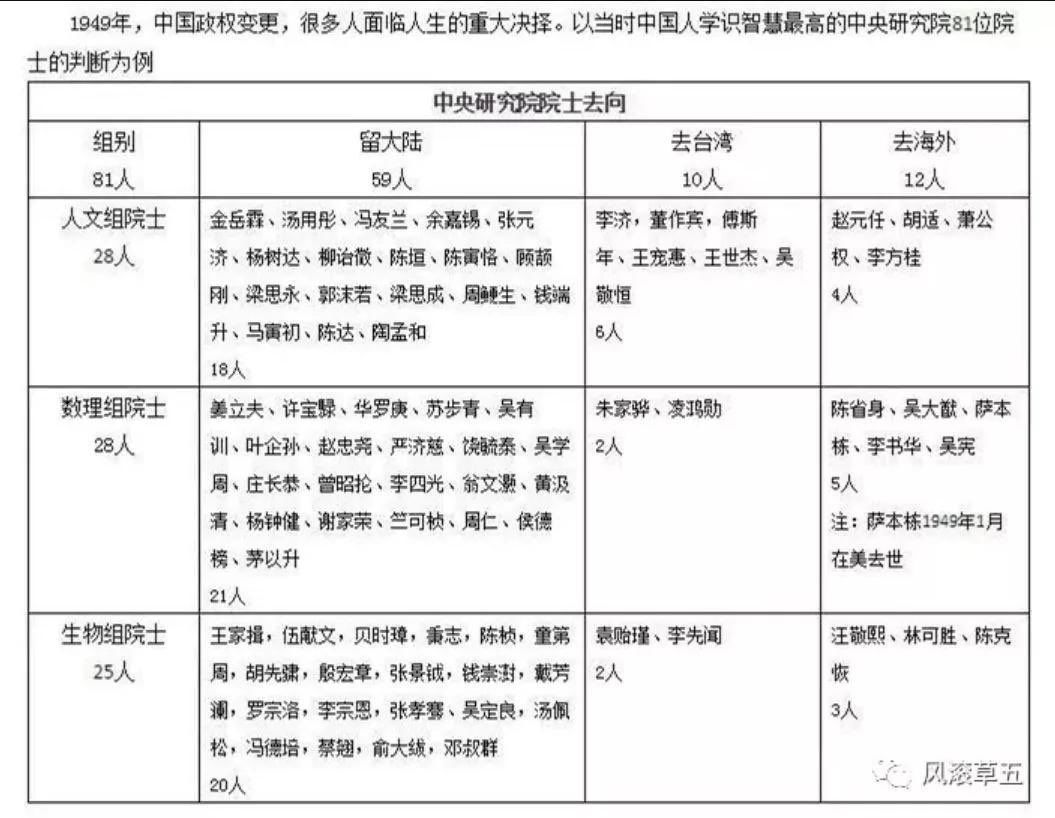 1949年，中国政权变更，很多人面临人生的重大决择。以当时中国人学识智慧最高的中央研究院81位院
士的判断为例
中央研究院院士去向
组别
81人
留大陆
59人
去台湾
10人
去海外
12人
人文组院士
28人
金岳霖、汤用彤、冯友兰、余嘉锡、张元
济、杨树达、柳诒徵、陈垣、陈寅恪、顾颉
刚、梁思永、郭沫若、梁思成、周鲠生、钱端
升、马寅初、陈达、陶孟和
18人
李济，董作宾，傅斯
年、王宠惠、王世杰、吴
敬恒
6人
赵元任、胡适、萧公
权、李方桂
4人
数理组院士
28人
姜立夫、许宝騄、华罗庚、苏步青、吴有
训、叶企孙、赵忠尧、严济慈、饶毓泰、吴学
周、庄长恭、曾昭抡、李四光、翁文灏、黄汲
清、杨钟健、谢家荣、竺可桢、周仁、侯德
榜、茅以升
21人
朱家骅、凌鸿勋
2人
陈省身、吴大猷、萨本
栋、李书华、吴宪
5人
注：萨本栋1949年1月
在美去世
生物组院士
25人
王家揖，伍献文，贝时璋，秉志，陈桢，童第
周，胡先骕，殷宏章，张景钺，钱崇澍，戴芳
澜，罗宗洛，李宗恩，张孝骞、吴定良，汤佩
松，冯德培，蔡翘，俞大绂，邓叔群
20人
袁贻瑾、李先闻
2人
汪敬熙、林可胜、陈克
恢
3人
风滚草五